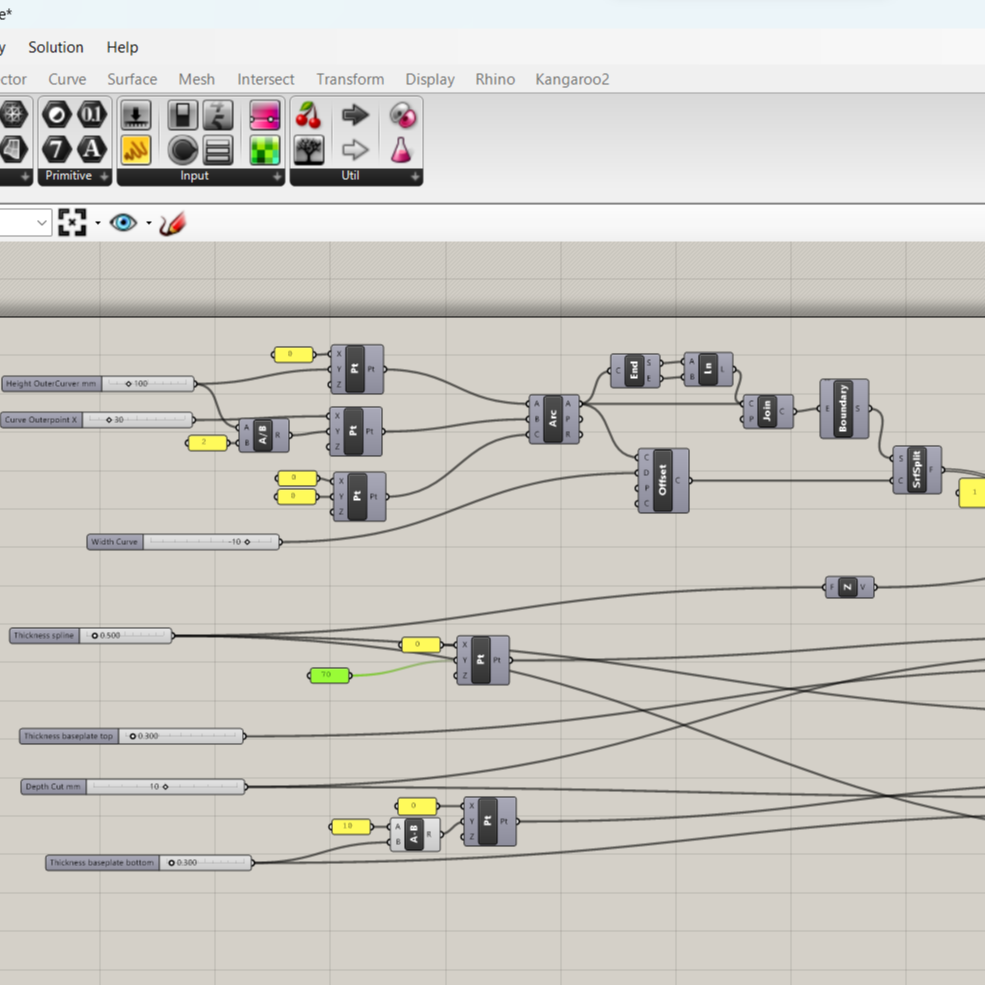 e*
y Solution Help
ctor Curve Surface Mesh Intersect Transform Display Rhino Kangaroo2
0.1
7 A
Primitive Input Util
0 X Y Z Pt Pt
Height OuterCurver mm 100
Curve Outerpoint X 30
2 A B A/B R
X Y Z Pt Pt
0 0 X Y Z Pt Pt
Width Curve -10
A B C Arc A P R
C End S E
A B Ln L
C P Join C
E Boundary S
C D P C Offset C
S C SrfSplit F
1
F Z V
Thickness spline 0.500
0 X Y Z Pt Pt
70
Thickness baseplate top 0.300
Depth Cut mm 10
0 X Y Z Pt Pt
10 A B A-B R
Thickness baseplate bottom 0.300